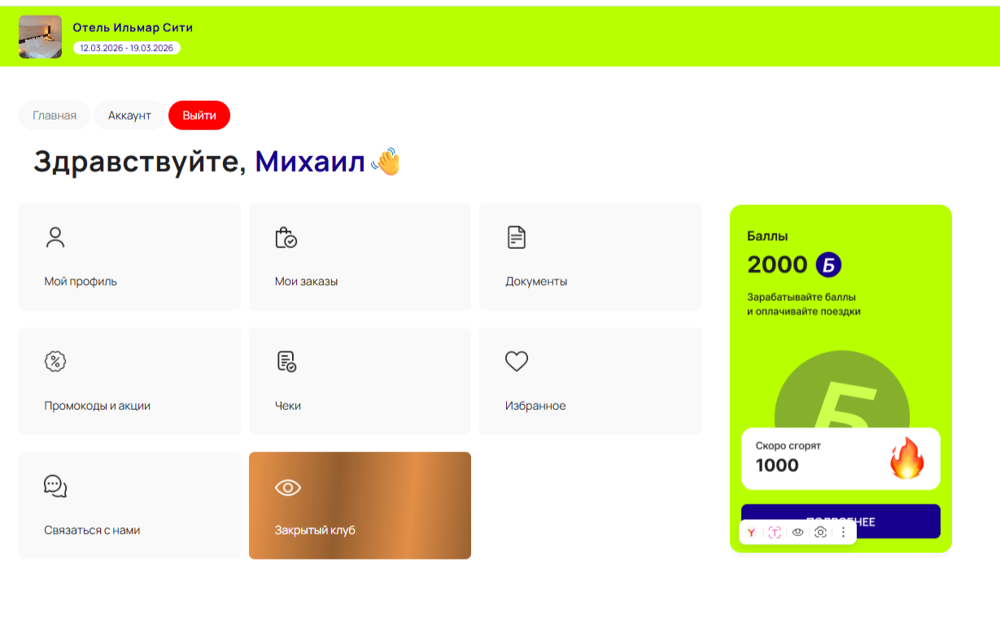 Отель Ильмар Сити
12.03.2026 - 19.03.2026
Главная
Аккаунт
Выйти
Здравствуйте, Михаил
Мой профиль
Мои заказы
Документы
Промокоды и акции
Чеки
Избранное
Связаться с нами
Закрытый клуб
Баллы
2000 Б
Зарабатывайте баллы
и оплачивайте поездки
Б
Скоро сгорят
1000
ПОДРОБНЕЕ